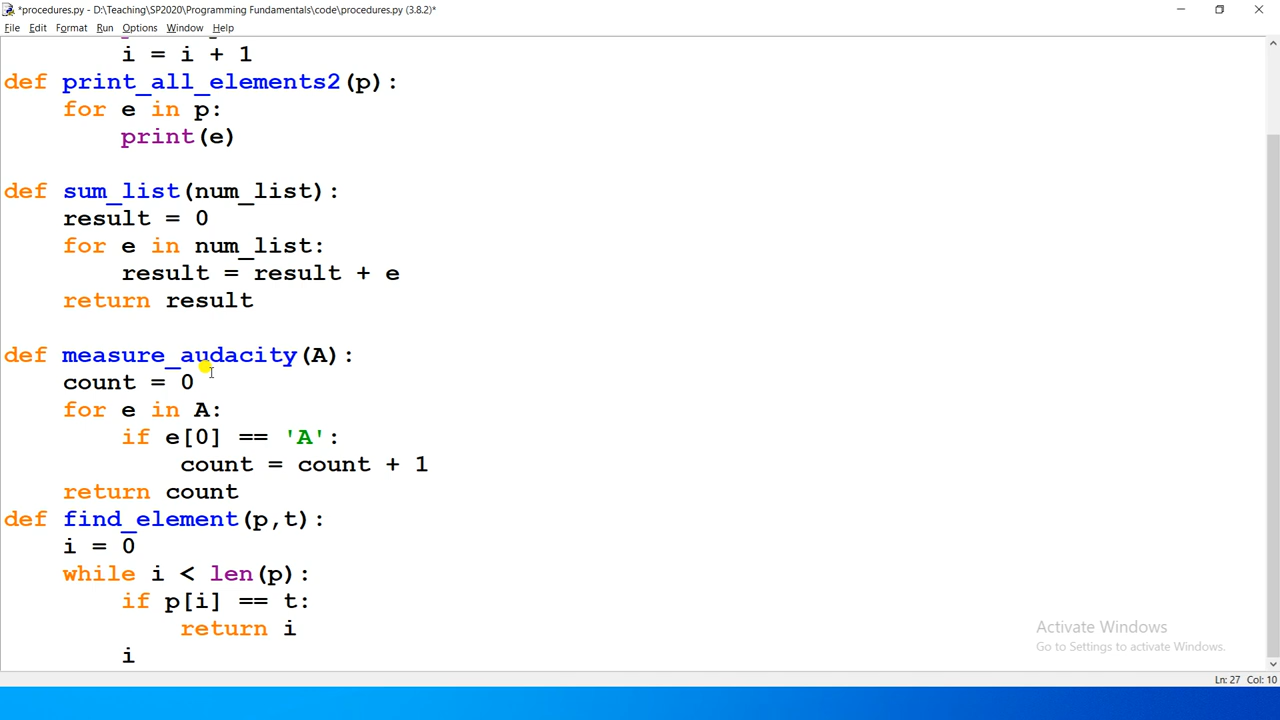 *procedures.py - D:\Teaching\SP2020\Programming Fundamentals\code\procedures.py (3.8.2)*
File Edit Format Run Options Window Help
i = i + 1
def print_all_elements2(p):
    for e in p:
        print(e)
def sum_list(num_list):
    result = 0
    for e in num_list:
        result = result + e
    return result
def measure_audacity(A):
    count = 0
    for e in A:
        if e[0] == 'A':
            count = count + 1
    return count
def find_element(p,t):
    i = 0
    while i < len(p):
        if p[i] == t:
            return i
        i
Activate Windows
Go to Settings to activate Windows.
Ln: 27 Col: 10